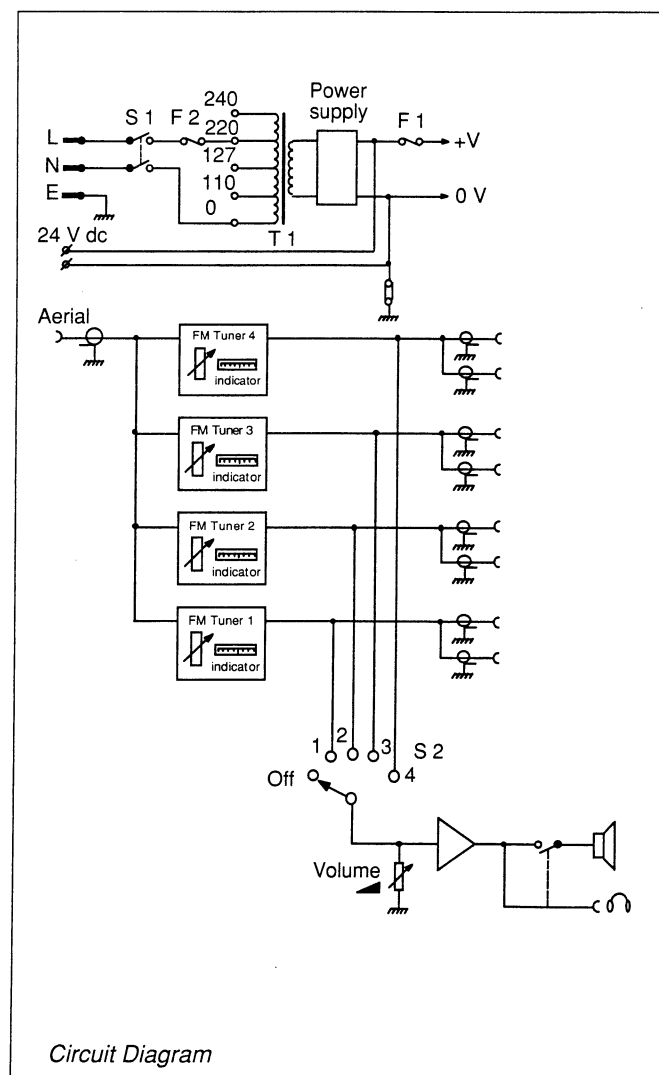 Power
supply
240
S 1 F 2 220 F 1
L +V
N 127
110
E 0 V
0
24 V dc T 1
Aerial
FM Tuner 4
indicator
FM Tuner 3
indicator
FM Tuner 2
indicator
FM Tuner 1
indicator
1 2 3 S 2
Off 4
Volume
Circuit Diagram